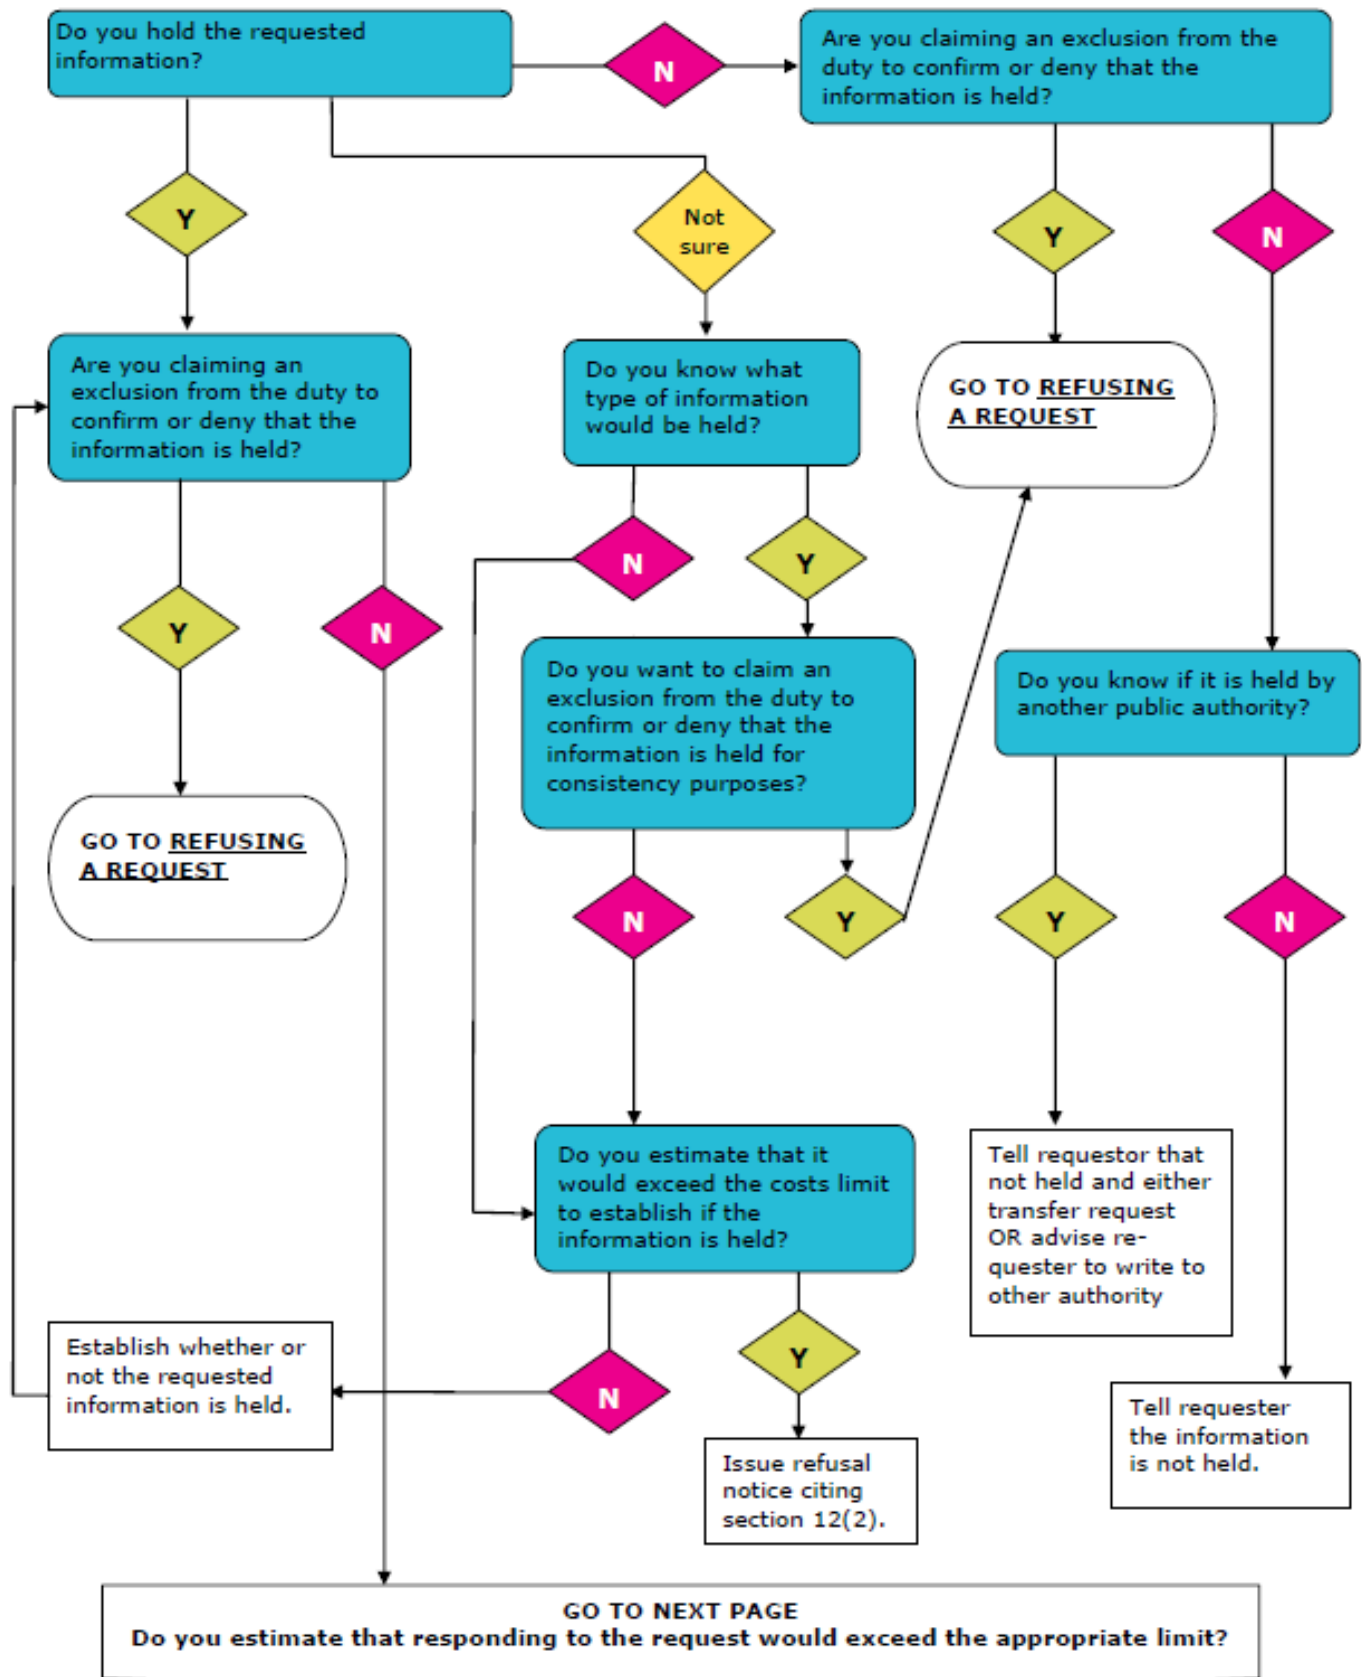 Do you hold the requested
information?
N
Are you claiming an exclusion from the
duty to confirm or deny that the
information is held?
Y
Not
sure
Y
N
Are you claiming an
exclusion from the duty to
confirm or deny that the
information is held?
Do you know what
type of information
would be held?
GO TO REFUSING
A REQUEST
N
Y
Y
N
Do you want to claim an
exclusion from the duty to
confirm or deny that the
information is held for
consistency purposes?
Do you know if it is held by
another public authority?
GO TO REFUSING
A REQUEST
N
Y
Y
N
Do you estimate that it
would exceed the costs limit
to establish if the
information is held?
Tell requestor that
not held and either
transfer request
OR advise re-
quester to write to
other authority
Establish whether or
not the requested
information is held.
N
Y
Tell requester
the information
is not held.
Issue refusal
notice citing
section 12(2).
GO TO NEXT PAGE
Do you estimate that responding to the request would exceed the appropriate limit?